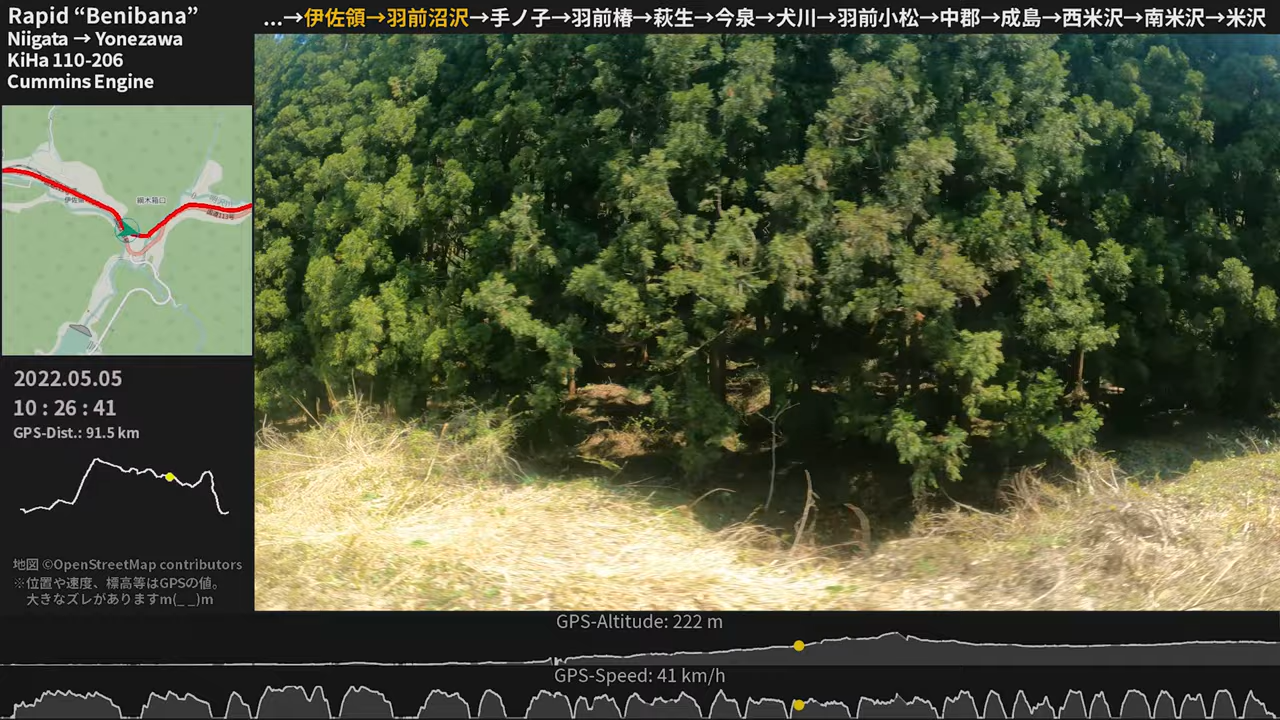 Rapid “Benibana”
Niigata → Yonezawa
KiHa 110-206
Cummins Engine
...→伊佐領→羽前沼沢→手ノ子→羽前椿→萩生→今泉→犬川→羽前小松→中郡→成島→西米沢→南米沢→米沢
2022.05.05
10 : 26 : 41
GPS-Dist.: 91.5 km
地図 ©OpenStreetMap contributors
※位置や速度、標高等はGPSの値。
大きなズレがありますm(_ _)m
GPS-Altitude: 222 m
GPS-Speed: 41 km/h